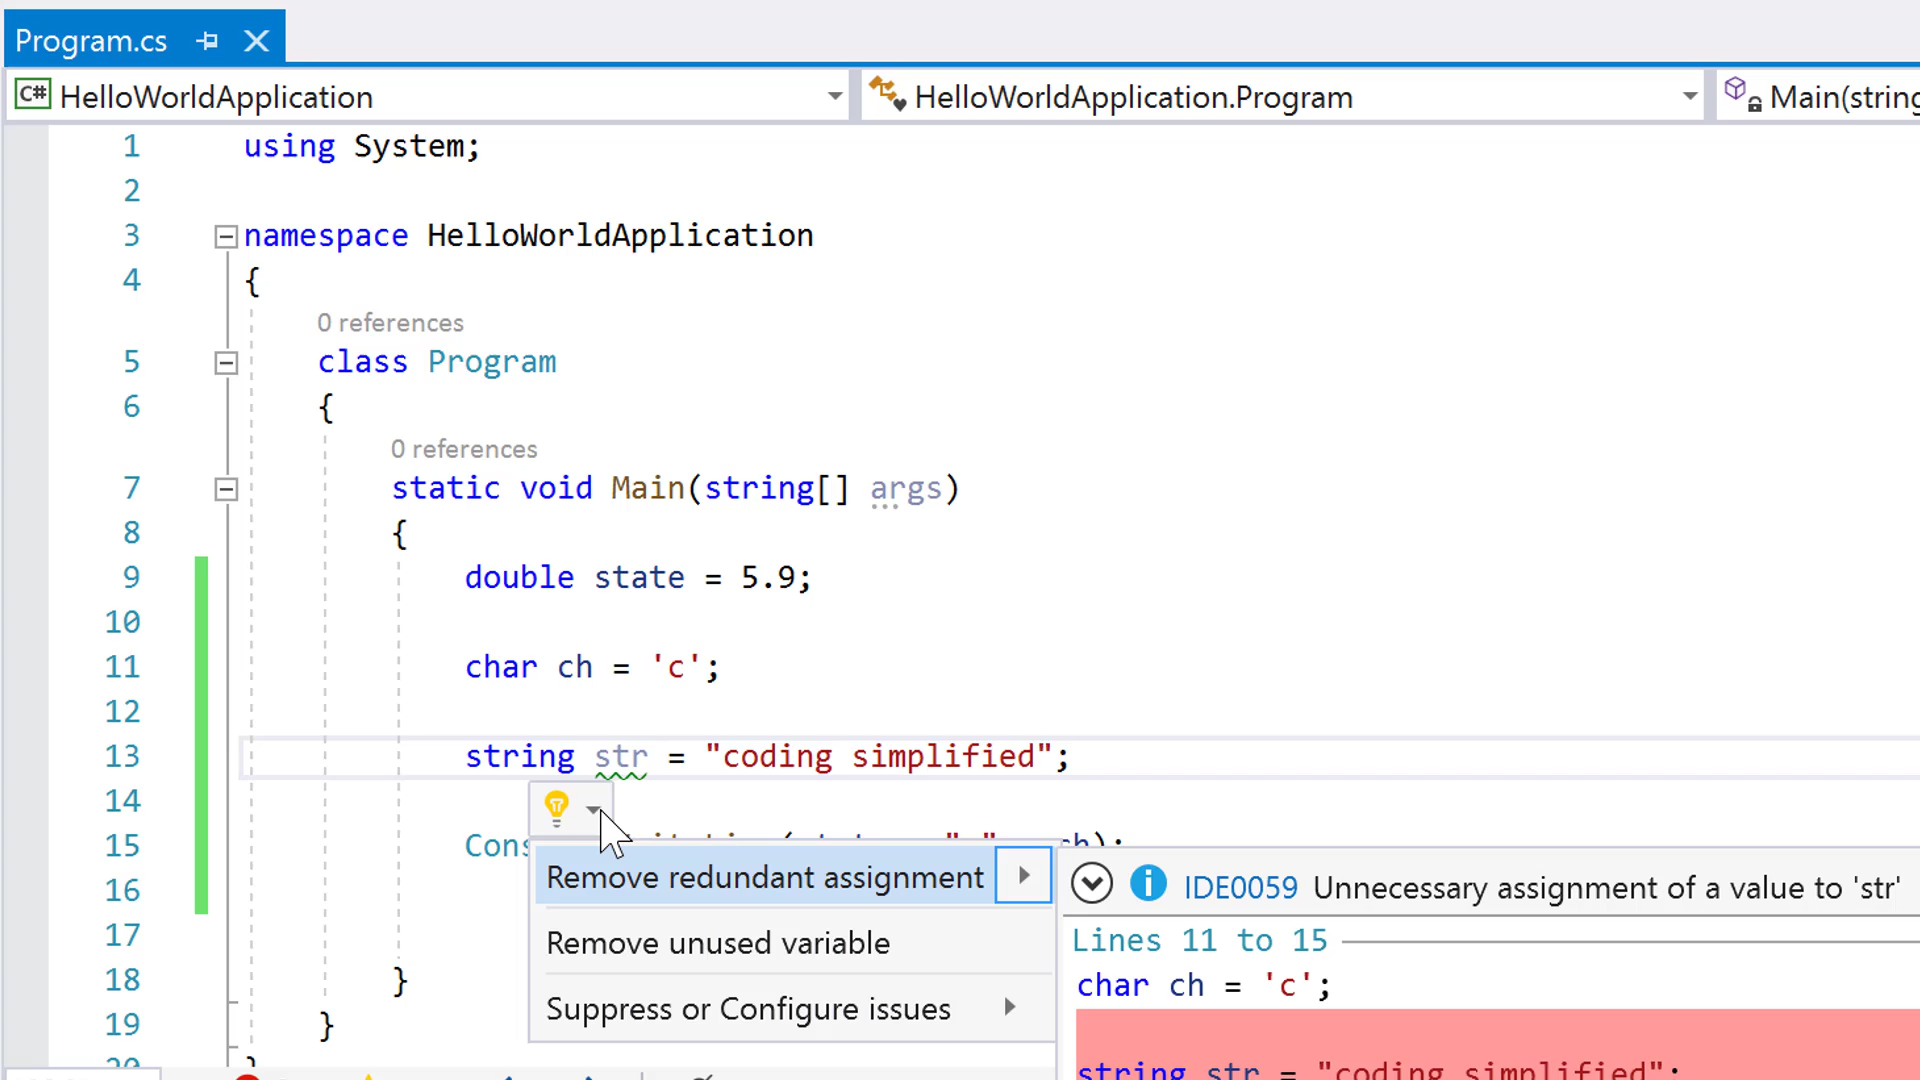 Program.cs
C# HelloWorldApplication HelloWorldApplication.Program Main(string
1 using System;
2
3 namespace HelloWorldApplication
4 {
0 references
5 class Program
6 {
0 references
7 static void Main(string[] args)
8 {
9 double state = 5.9;
10
11 char ch = 'c';
12
13 string str = "coding simplified";
14
15 Cons ch);
Remove redundant assignment
IDE0059 Unnecessary assignment of a value to 'str'
16
17 Remove unused variable
Lines 11 to 15
18 }
char ch = 'c';
Suppress or Configure issues
19 }
string str = "coding simplified";
20 }